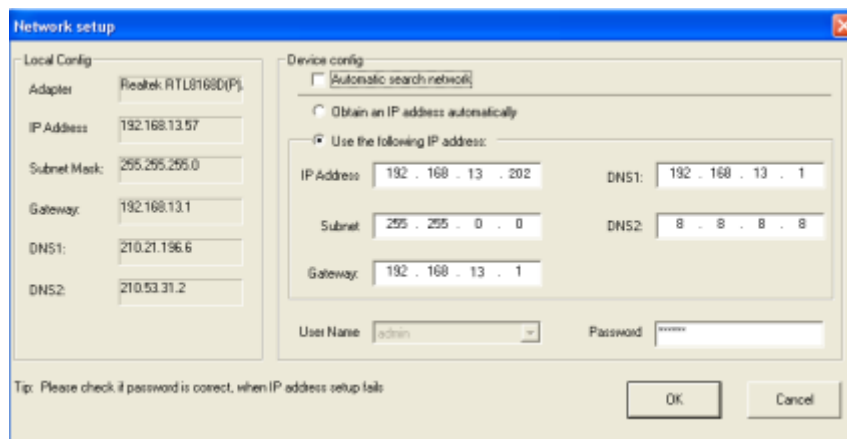 Network setup
Local Config
Adapter Realtek RTL8168D(P).
IP Address 192.168.13.57
Subnet Mask: 255.255.255.0
Gateway: 192.168.13.1
DNS1: 210.21.196.6
DNS2: 210.53.31.2
Device config
Automatic search network
Obtain an IP address automatically
Use the following IP address:
IP Address 192 . 168 . 13 . 202 DNS1: 192 . 168 . 13 . 1
Subnet 255 . 255 . 0 . 0 DNS2: 8 . 8 . 8 . 8
Gateway: 192 . 168 . 13 . 1
User Name admin Password ******
Tip: Please check if password is correct, when IP address setup fails
OK Cancel